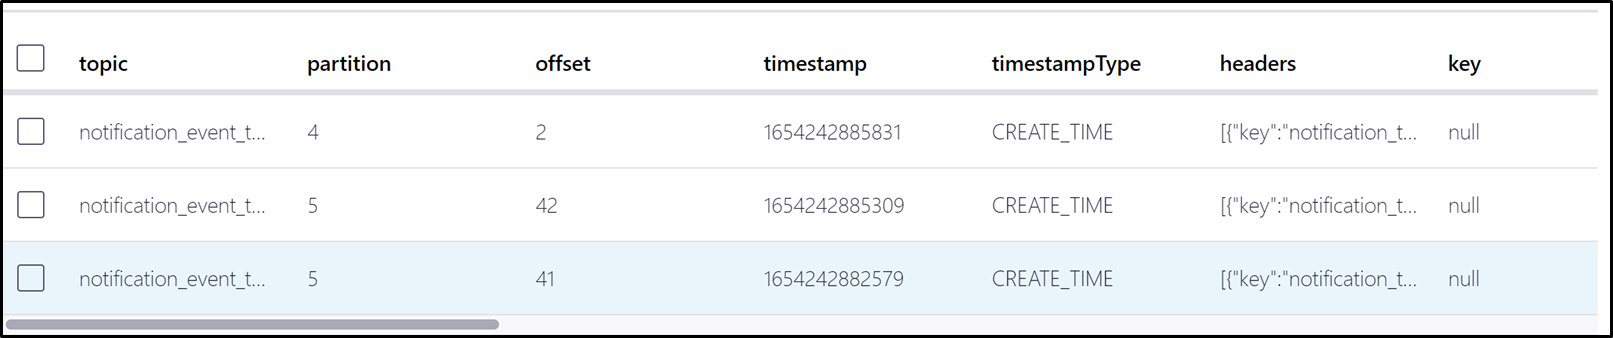 topic partition offset timestamp timestampType headers key
notification_event_t... 4 2 1654242885831 CREATE_TIME [{"key":"notification_t... null
notification_event_t... 5 42 1654242885309 CREATE_TIME [{"key":"notification_t... null
notification_event_t... 5 41 1654242882579 CREATE_TIME [{"key":"notification_t... null